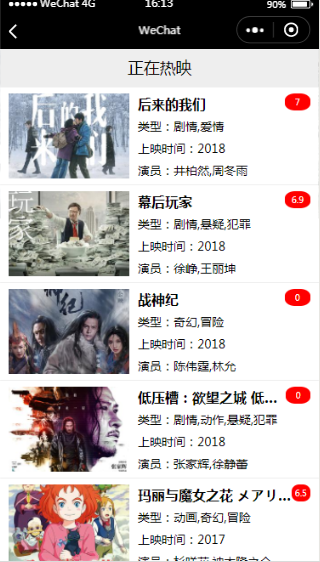 WeChat 4G 16:13 90%
WeChat
正在热映
后来的我们 7
类型：剧情,爱情
上映时间：2018
演员：井柏然,周冬雨
幕后玩家 6.9
类型：剧情,悬疑,犯罪
上映时间：2018
演员：徐峥,王丽坤
战神纪 0
类型：奇幻,冒险
上映时间：2018
演员：陈伟霆,林允
低压槽：欲望之城 低... 0
类型：剧情,动作,悬疑,犯罪
上映时间：2018
演员：张家辉,徐静蕾
玛丽与魔女之花 メアリ... 6.5
类型：动画,奇幻,冒险
上映时间：2017
后的我
来
玩
家